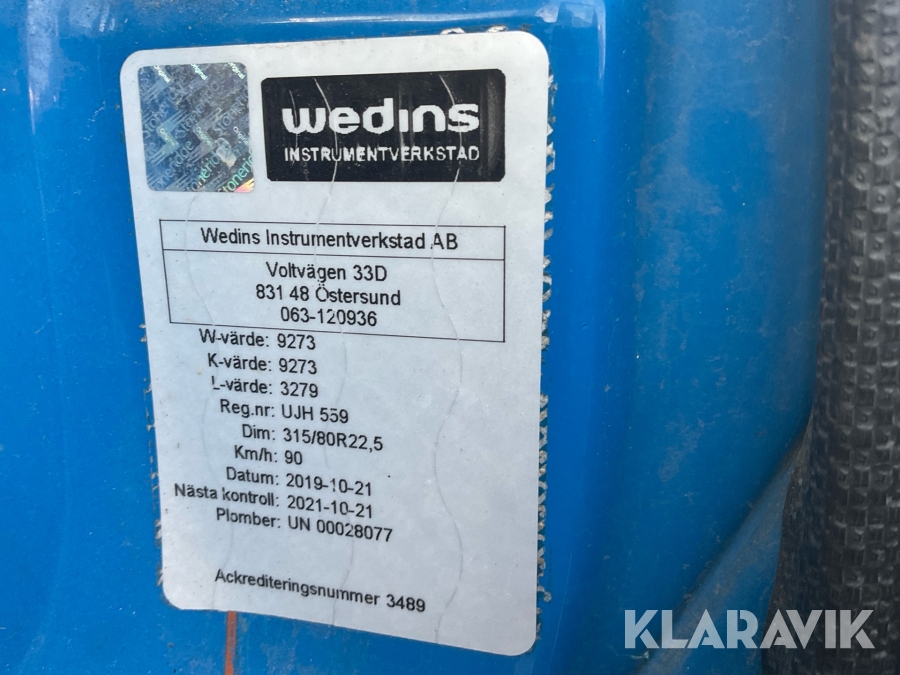 wedins
INSTRUMENTVERKSTAD
Wedins Instrumentverkstad AB
Voltvägen 33D
831 48 Östersund
063-120936
W-värde: 9273
K-värde: 9273
L-värde: 3279
Reg.nr: UJH 559
Dim: 315/80R22,5
Km/h: 90
Datum: 2019-10-21
Nästa kontroll: 2021-10-21
Plomber: UN 00028077
Ackrediteringsnummer 3489
KLARAVIK